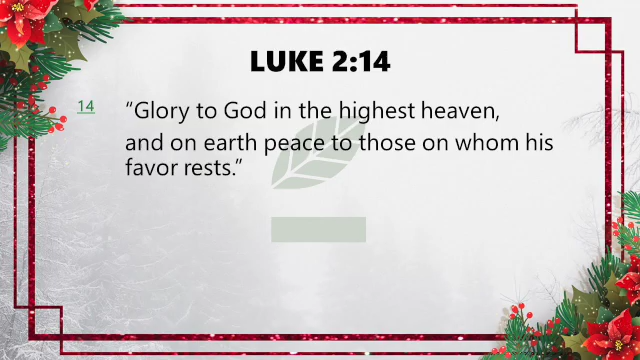 LUKE 2:14
14 “Glory to God in the highest heaven,
and on earth peace to those on whom his
favor rests.”